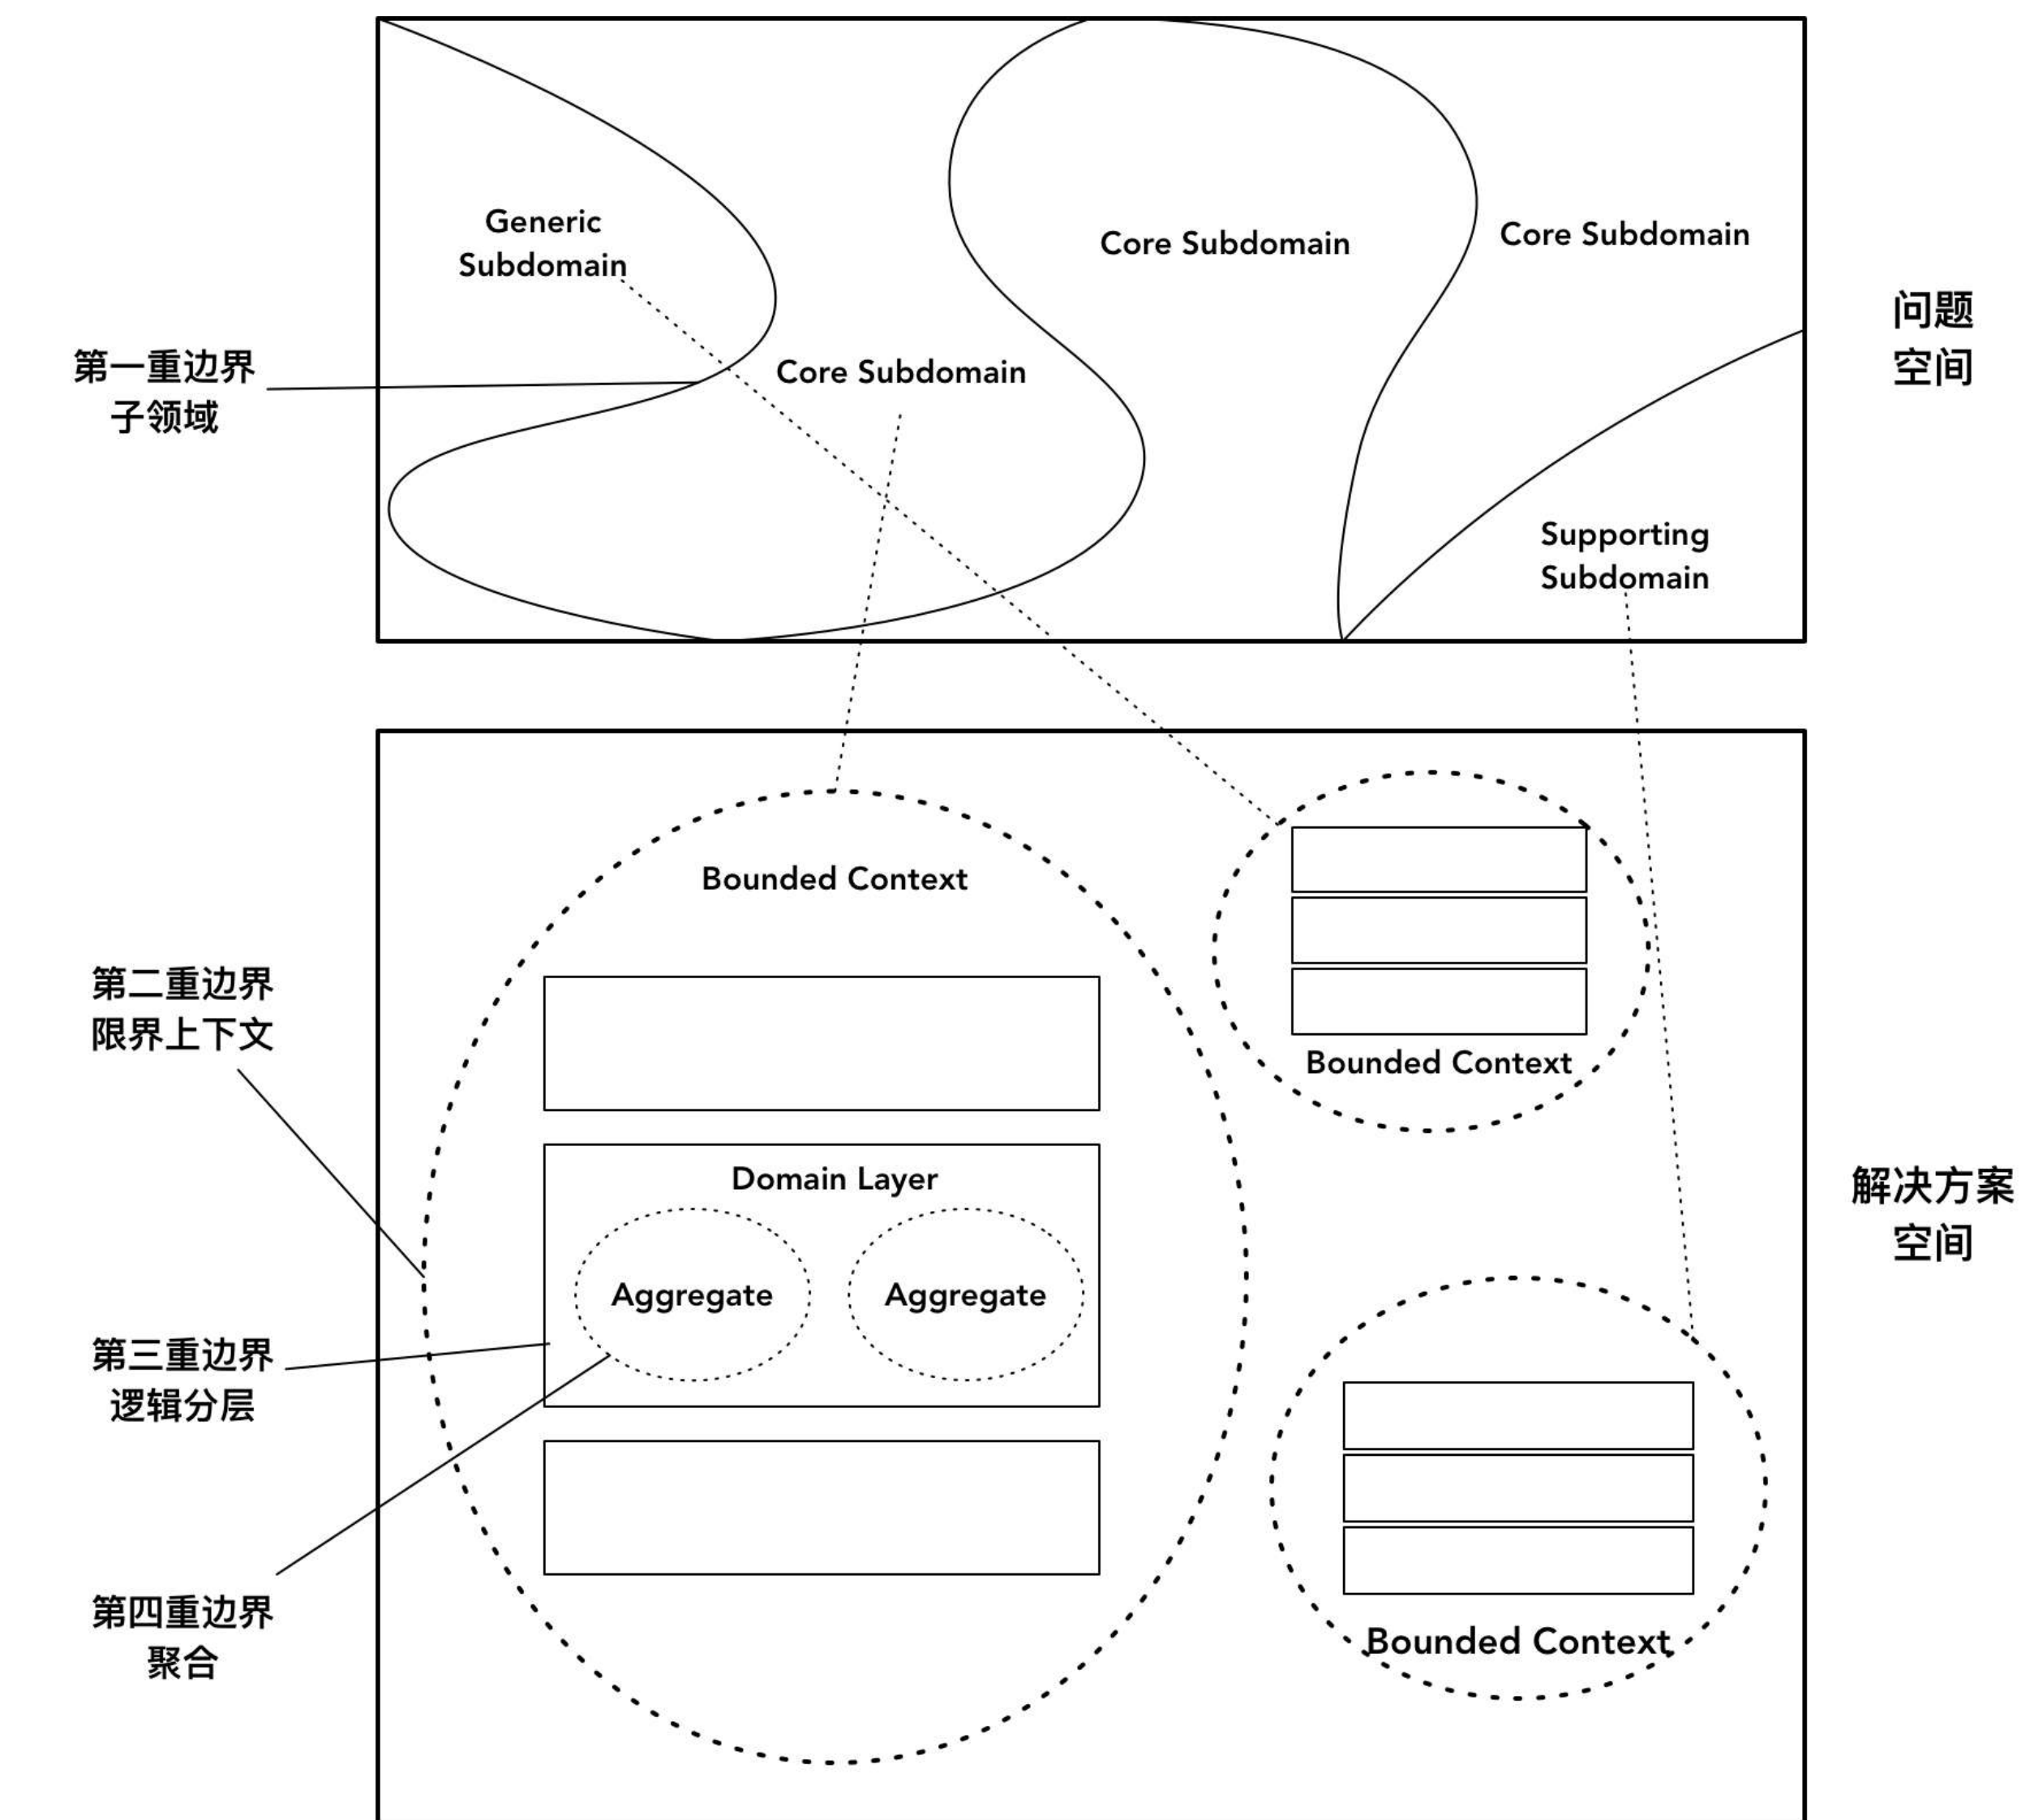 Generic
Subdomain
Core Subdomain
Core Subdomain
Core Subdomain
Supporting
Subdomain
问题
空间
第一重边界
子领域
Bounded Context
Domain Layer
Aggregate
Aggregate
Bounded Context
Bounded Context
第二重边界
限界上下文
第三重边界
逻辑分层
第四重边界
聚合
解决方案
空间